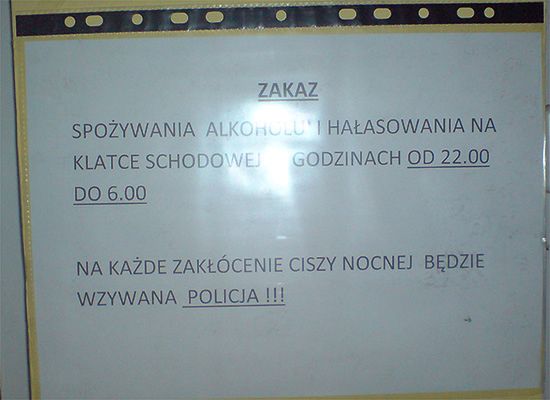 ZAKAZ
SPOŻYWANIA ALKOHOLU I HAŁASOWANIA NA
KLATCE SCHODOWEJ GODZINACH OD 22.00
DO 6.00
NA KAŻDE ZAKŁÓCENIE CISZY NOCNEJ BĘDZIE
WZYWANA POLICJA !!!